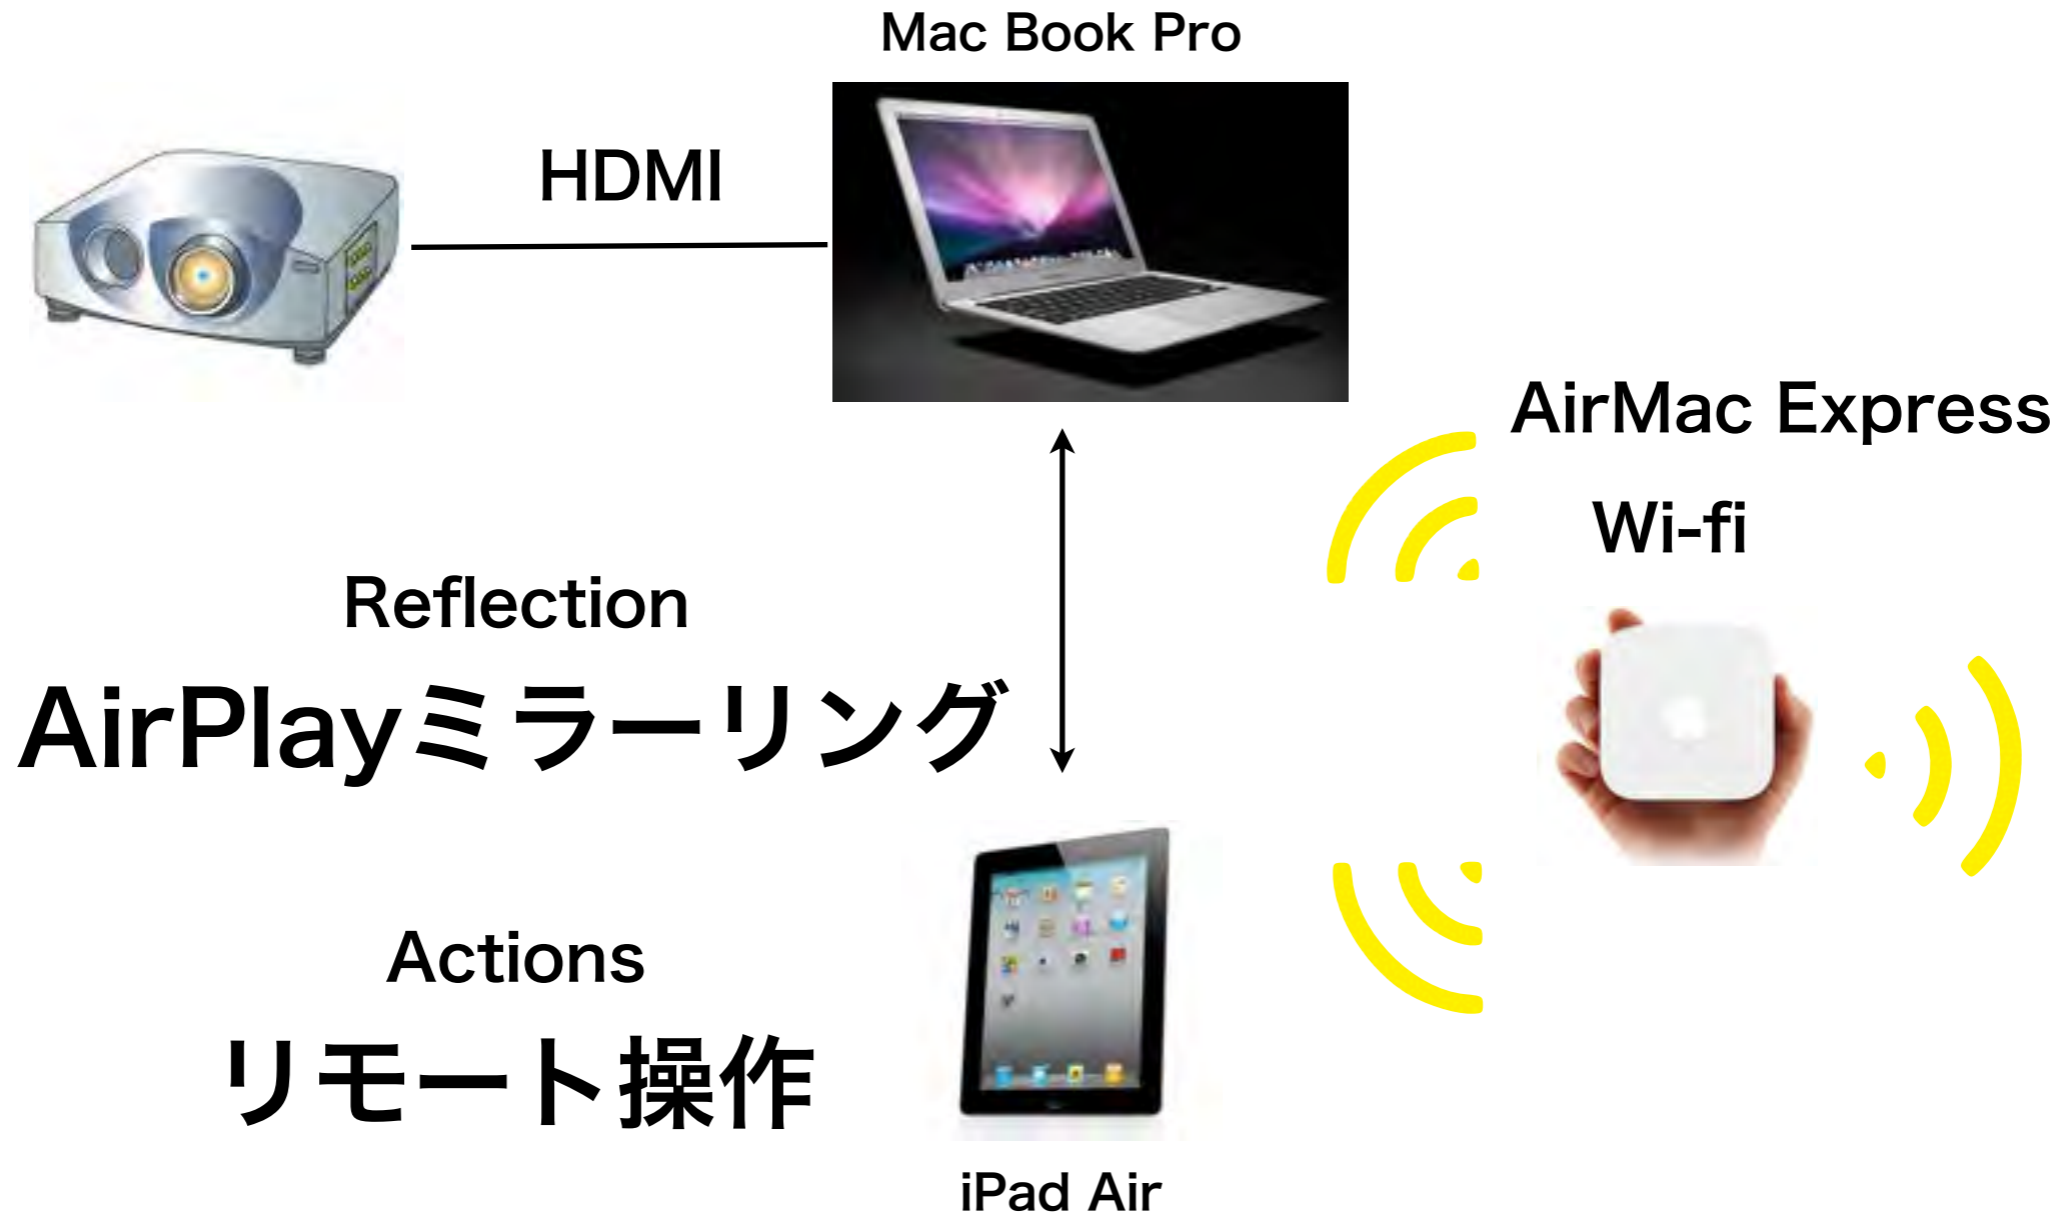 Mac Book Pro
HDMI
AirMac Express
Wi-fi
Reflection
AirPlayミラーリング
Actions
リモート操作
iPad Air